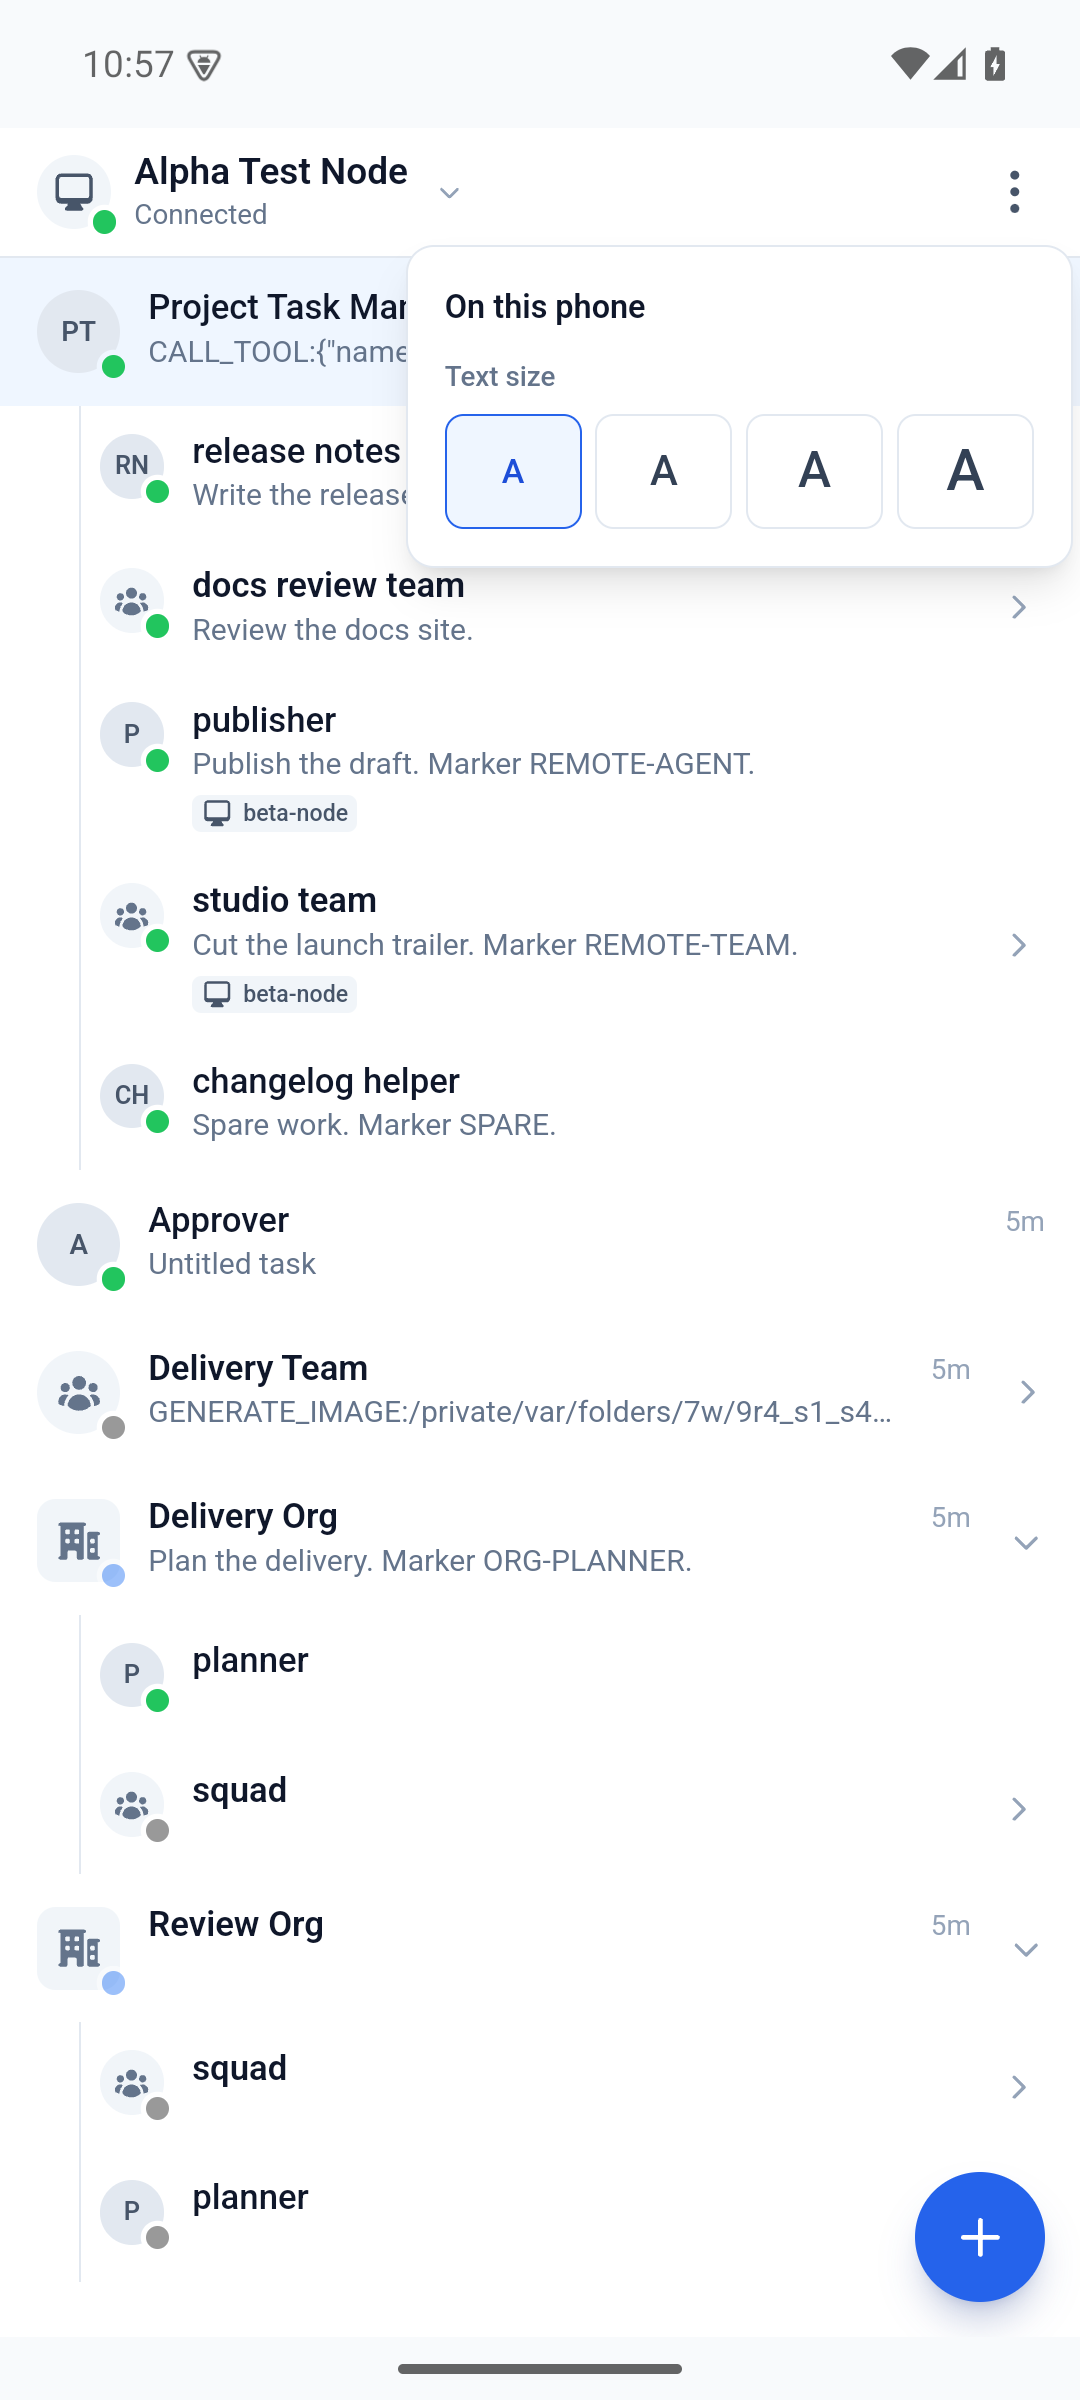 10:57
Alpha Test Node
Connected
On this phone
Text size
A A A A
PT
Project Task Mar
CALL_TOOL:{"name
RN
release notes
Write the release
docs review team
Review the docs site.
P
publisher
Publish the draft. Marker REMOTE-AGENT.
beta-node
studio team
Cut the launch trailer. Marker REMOTE-TEAM.
beta-node
CH
changelog helper
Spare work. Marker SPARE.
A
Approver
5m
Untitled task
Delivery Team
5m
GENERATE_IMAGE:/private/var/folders/7w/9r4_s1_s4...
Delivery Org
5m
Plan the delivery. Marker ORG-PLANNER.
P
planner
squad
Review Org
5m
squad
P
planner